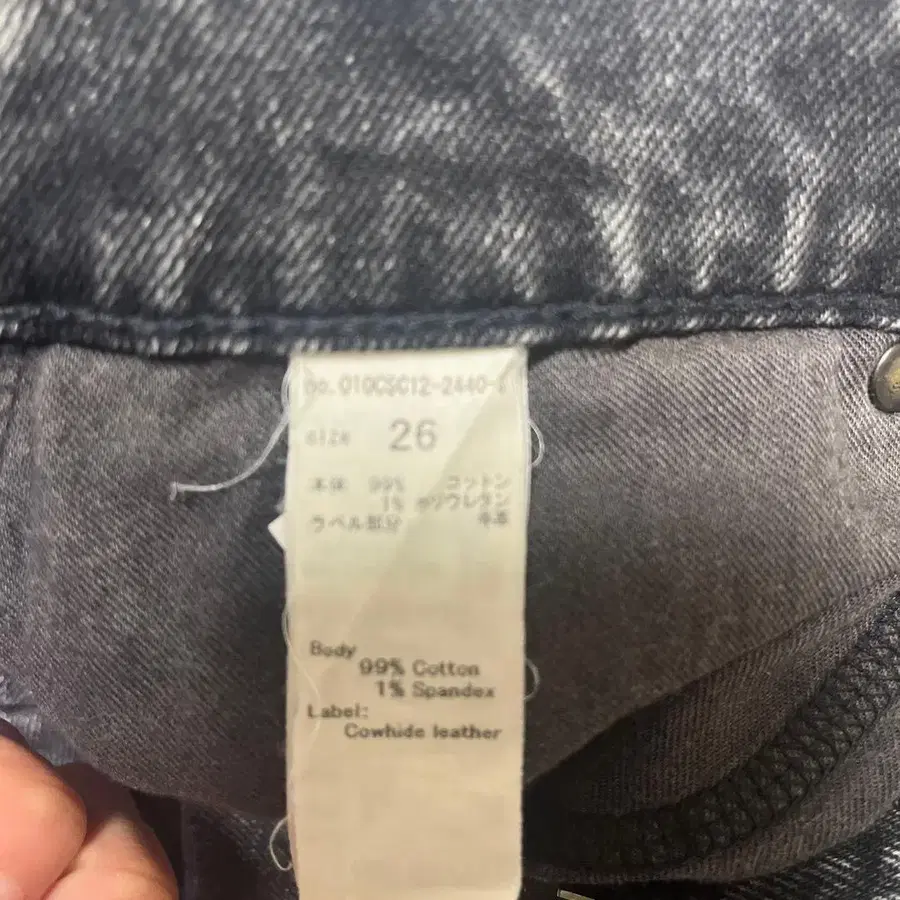 no. 010CSC12-2440-
size 26
本体 99% コットン
1% ポリウレタン
ラベル部分 牛革
Body
99% Cotton
1% Spandex
Label:
Cowhide leather